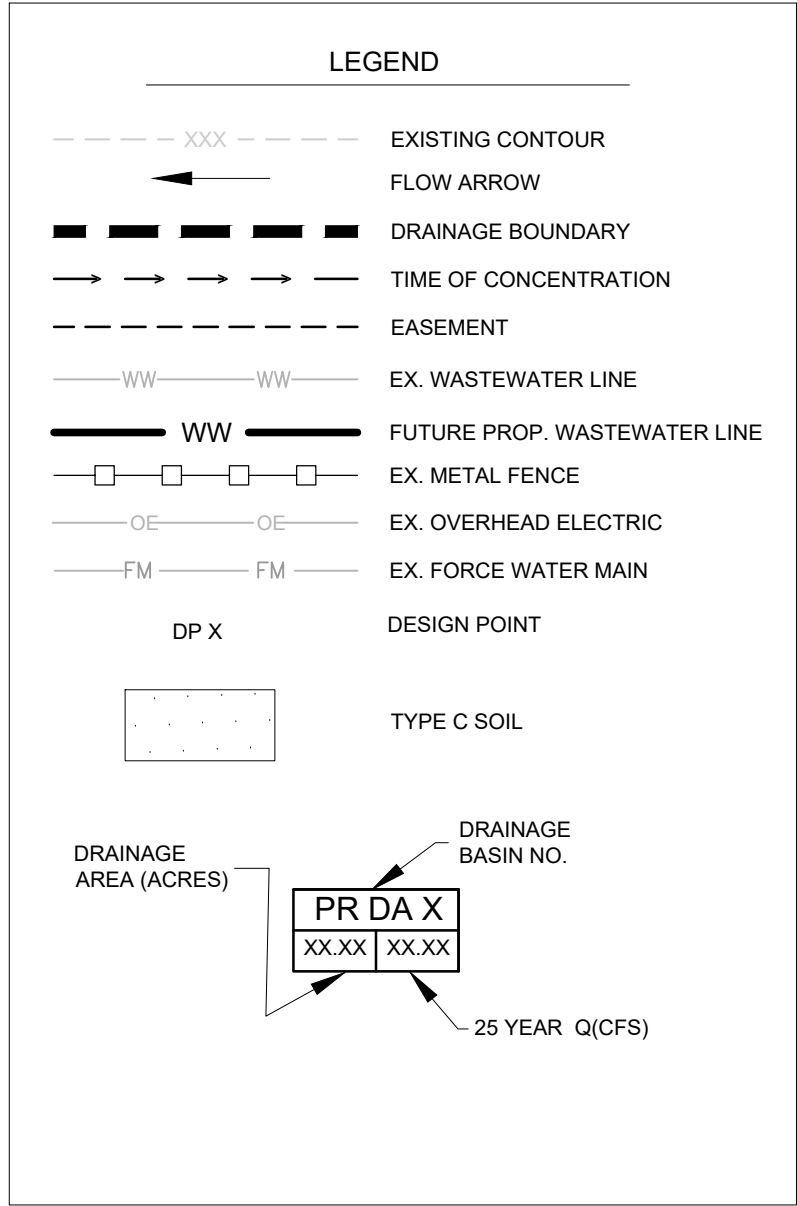 LEGEND
XXX EXISTING CONTOUR
FLOW ARROW
DRAINAGE BOUNDARY
TIME OF CONCENTRATION
EASEMENT
WW WW EX. WASTEWATER LINE
WW FUTURE PROP. WASTEWATER LINE
EX. METAL FENCE
OE OE EX. OVERHEAD ELECTRIC
FM FM EX. FORCE WATER MAIN
DP X DESIGN POINT
TYPE C SOIL
DRAINAGE
BASIN NO.
DRAINAGE
AREA (ACRES)
PR DA X
XX.XX XX.XX
25 YEAR Q(CFS)